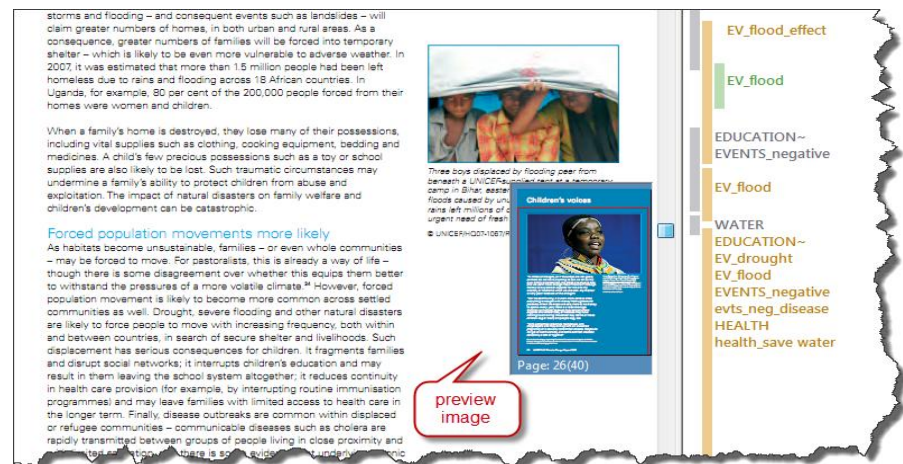 storms and flooding – and consequent events such as landslides – will
claim greater numbers of homes, in both urban and rural areas. As a
consequence, greater numbers of families will be forced into temporary
shelter – which is likely to be even more vulnerable to adverse weather. In
2007, it was estimated that more than 1.5 million people had been left
homeless due to rains and flooding across 18 African countries. In
Uganda, for example, 80 per cent of the 200,000 people forced from their
homes were women and children.
When a family's home is destroyed, they lose many of their possessions,
including vital supplies such as clothing, cooking equipment, bedding and
medicines. A child's few precious possessions such as a toy or school
supplies are also likely to be lost. Such traumatic circumstances may
undermine a family's ability to protect children from abuse and
exploitation. The impact of natural disasters on family welfare and
children's development can be catastrophic.
Forced population movements more likely
As habitats become unsustainable, families – or even whole communities
– may be forced to move. For pastoralists, this is already a way of life –
though there is some disagreement over whether this equips them better
to withstand the pressures of a more volatile climate. However, forced
population movement is likely to become more common across settled
communities as well. Drought, severe flooding and other natural disasters
are likely to force people to move with increasing frequency, both within
and between countries, in search of secure shelter and livelihoods. Such
displacement has serious consequences for children. It fragments families
and disrupt social networks; it interrupts children's education and may
result in them leaving the school system altogether; it reduces continuity
in health care provision (for example, by interrupting routine immunisation
programmes) and may leave families with limited access to health care in
the longer term. Finally, disease outbreaks are common within displaced
or refugee communities – communicable diseases such as cholera are
rapidly transmitted between groups of people living in close proximity and
there is
Three boys displaced by flooding peer from
beneath a UNICEF-supplied tent at a temporary
camp in Bihar, easter
floods caused by unu
rains left millions of
urgent need of fresh
© UNICEF/HQ07-1087/P
Children's voices
Page: 26(40)
preview
image
EV_flood_effect
EV_flood
EDUCATION~
EVENTS_negative
EV_flood
WATER
EDUCATION~
EV_drought
EV_flood
EVENTS_negative
evts_neg_disease
HEALTH
health_save water